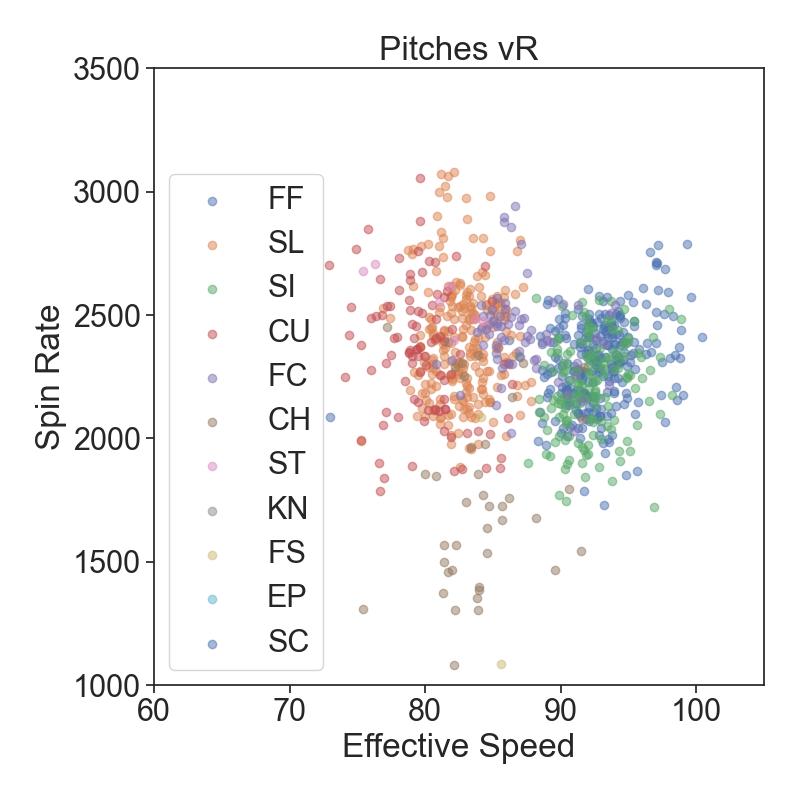 Pitches vR
3500
3000
2500
2000
1500
1000
Spin Rate
FF
SL
SI
CU
FC
CH
ST
KN
FS
EP
SC
60 70 80 90 100
Effective Speed